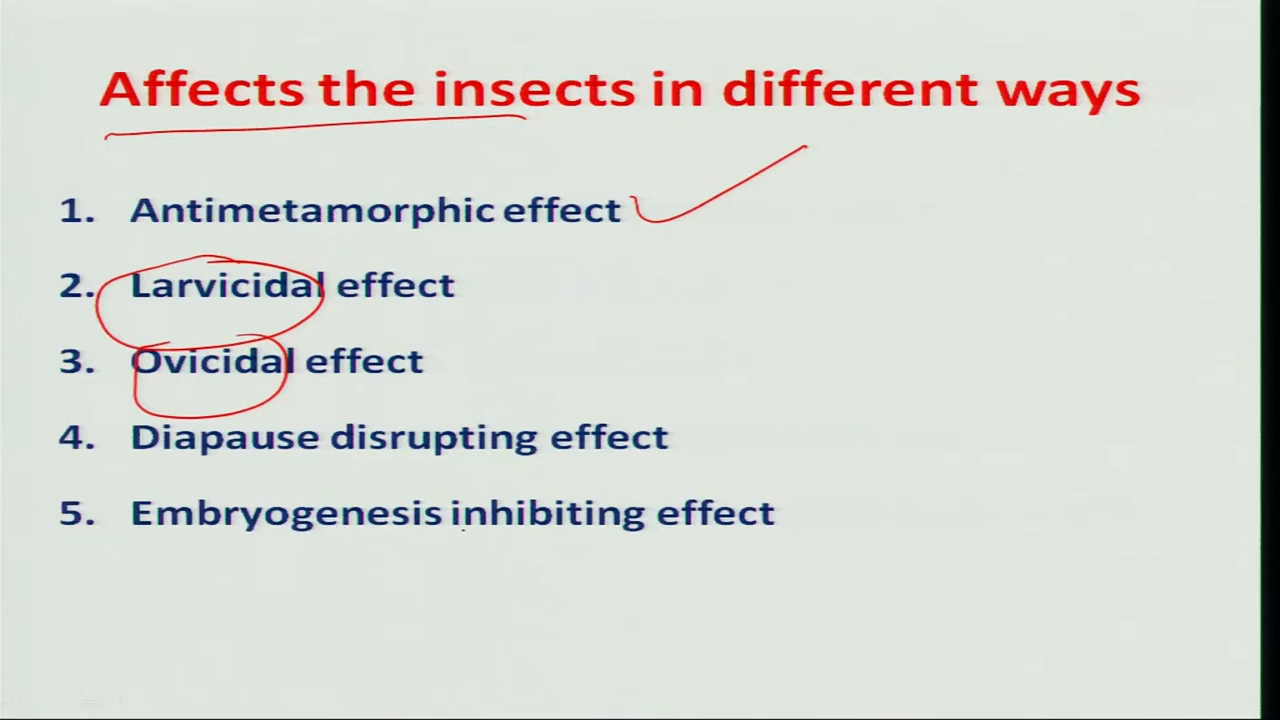 Affects the insects in different ways
1. Antimetamorphic effect
2. Larvicidal effect
3. Ovicidal effect
4. Diapause disrupting effect
5. Embryogenesis inhibiting effect